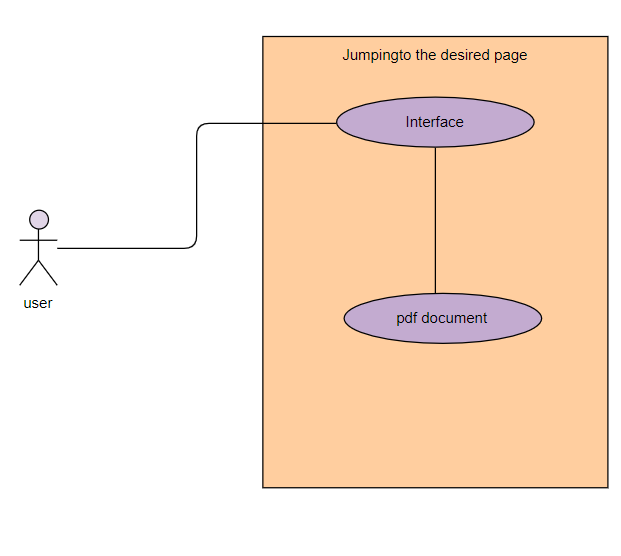 Jumpingto the desired page
Interface
user
pdf document